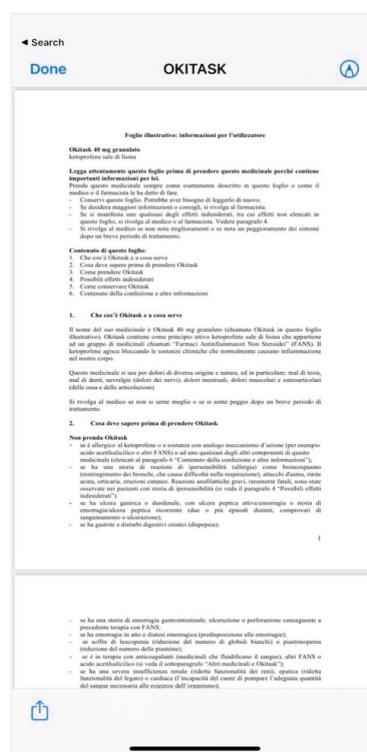 ◄ Search
Done OKITASK
Foglio illustrativo: informazioni per l'utilizzatore
Okitask 40 mg granulato
ketoprofene sale di lisina
Legga attentamente questo foglio prima di prendere questo medicinale perché contiene
importanti informazioni per lei.
Prenda questo medicinale sempre come esattamente descritto in questo foglio o come il
medico o il farmacista le ha detto di fare.
- Conservi questo foglio. Potrebbe aver bisogno di leggerlo di nuovo.
- Se desidera maggiori informazioni o consigli, si rivolga al farmacista.
- Se si manifesta uno qualsiasi degli effetti indesiderati, tra cui effetti non elencati in
questo foglio, si rivolga al medico o al farmacista. Vedere paragrafo 4.
- Si rivolga al medico se non nota miglioramenti o se nota un peggioramento dei sintomi
dopo un breve periodo di trattamento.
Contenuto di questo foglio:
1. Che cos'è Okitask e a cosa serve
2. Cosa deve sapere prima di prendere Okitask
3. Come prendere Okitask
4. Possibili effetti indesiderati
5. Come conservare Okitask
6. Contenuto della confezione e altre informazioni
1. Che cos'è Okitask e a cosa serve
Il nome del suo medicinale è Okitask 40 mg granulato (chiamato Okitask in questo foglio
illustrativo). Okitask contiene come principio attivo ketoprofene sale di lisina che appartiene
ad un gruppo di medicinali chiamati "Farmaci Antinfiammatori Non Steroidei" (FANS). Il
ketoprofene agisce bloccando le sostanze chimiche che normalmente causano infiammazione
nel nostro corpo.
Questo medicinale si usa per dolori di diversa origine e natura, ed in particolare: mal di testa,
mal di denti, nevralgie (dolori dei nervi), dolori mestruali, dolori muscolari e osteoarticolari
(delle ossa e delle articolazioni).
Si rivolga al medico se non si sente meglio o se si sente peggio dopo un breve periodo di
trattamento.
2. Cosa deve sapere prima di prendere Okitask
Non prenda Okitask
- se è allergico al ketoprofene o a sostanze con analogo meccanismo d'azione (per esempio
acido acetilsalicilico o altri FANS) o ad uno qualsiasi degli altri componenti di questo
medicinale (elencati al paragrafo 6 "Contenuto della confezione e altre informazioni");
- se ha una storia di reazioni di ipersensibilità (allergia) come broncospasmo
(restringimento dei bronchi, che causa difficoltà nella respirazione), attacchi d'asma, rinite
acuta, orticaria, eruzioni cutanee. Reazioni anafilattiche gravi, raramente fatali, sono state
osservate nei pazienti con storia di ipersensibilità (si veda il paragrafo 4 "Possibili effetti
indesiderati").
- se ha ulcera gastrica o duodenale, con ulcera peptica attiva/emorragia o storia di
emorragia/ulcera peptica ricorrente (due o più episodi distinti, comprovati di
sanguinamento o ulcerazione);
- se ha gastrite e disturbi digestivi cronici (dispepsia);
1
- se ha una storia di emorragia gastrointestinale, ulcerazione o perforazione conseguente a
precedente terapia con FANS;
- se ha emorragie in atto o diatesi emorragica (predisposizione alle emorragie);
- se soffre di leucopenia (riduzione del numero di globuli bianchi) o piastrinopenia
(riduzione del numero delle piastrine);
- se è in terapia con anticoagulanti (medicinali che fluidificano il sangue), altri FANS o
acido acetilsalicilico (si veda il sottoparagrafo "Altri medicinali e Okitask");
- se ha una severa insufficienza renale (ridotta funzionalità dei reni), epatica (ridotta
funzionalità del fegato) o cardiaca (l'incapacità del cuore di pompare l'adeguata quantità
del sangue necessaria alle esigenze dell'organismo);